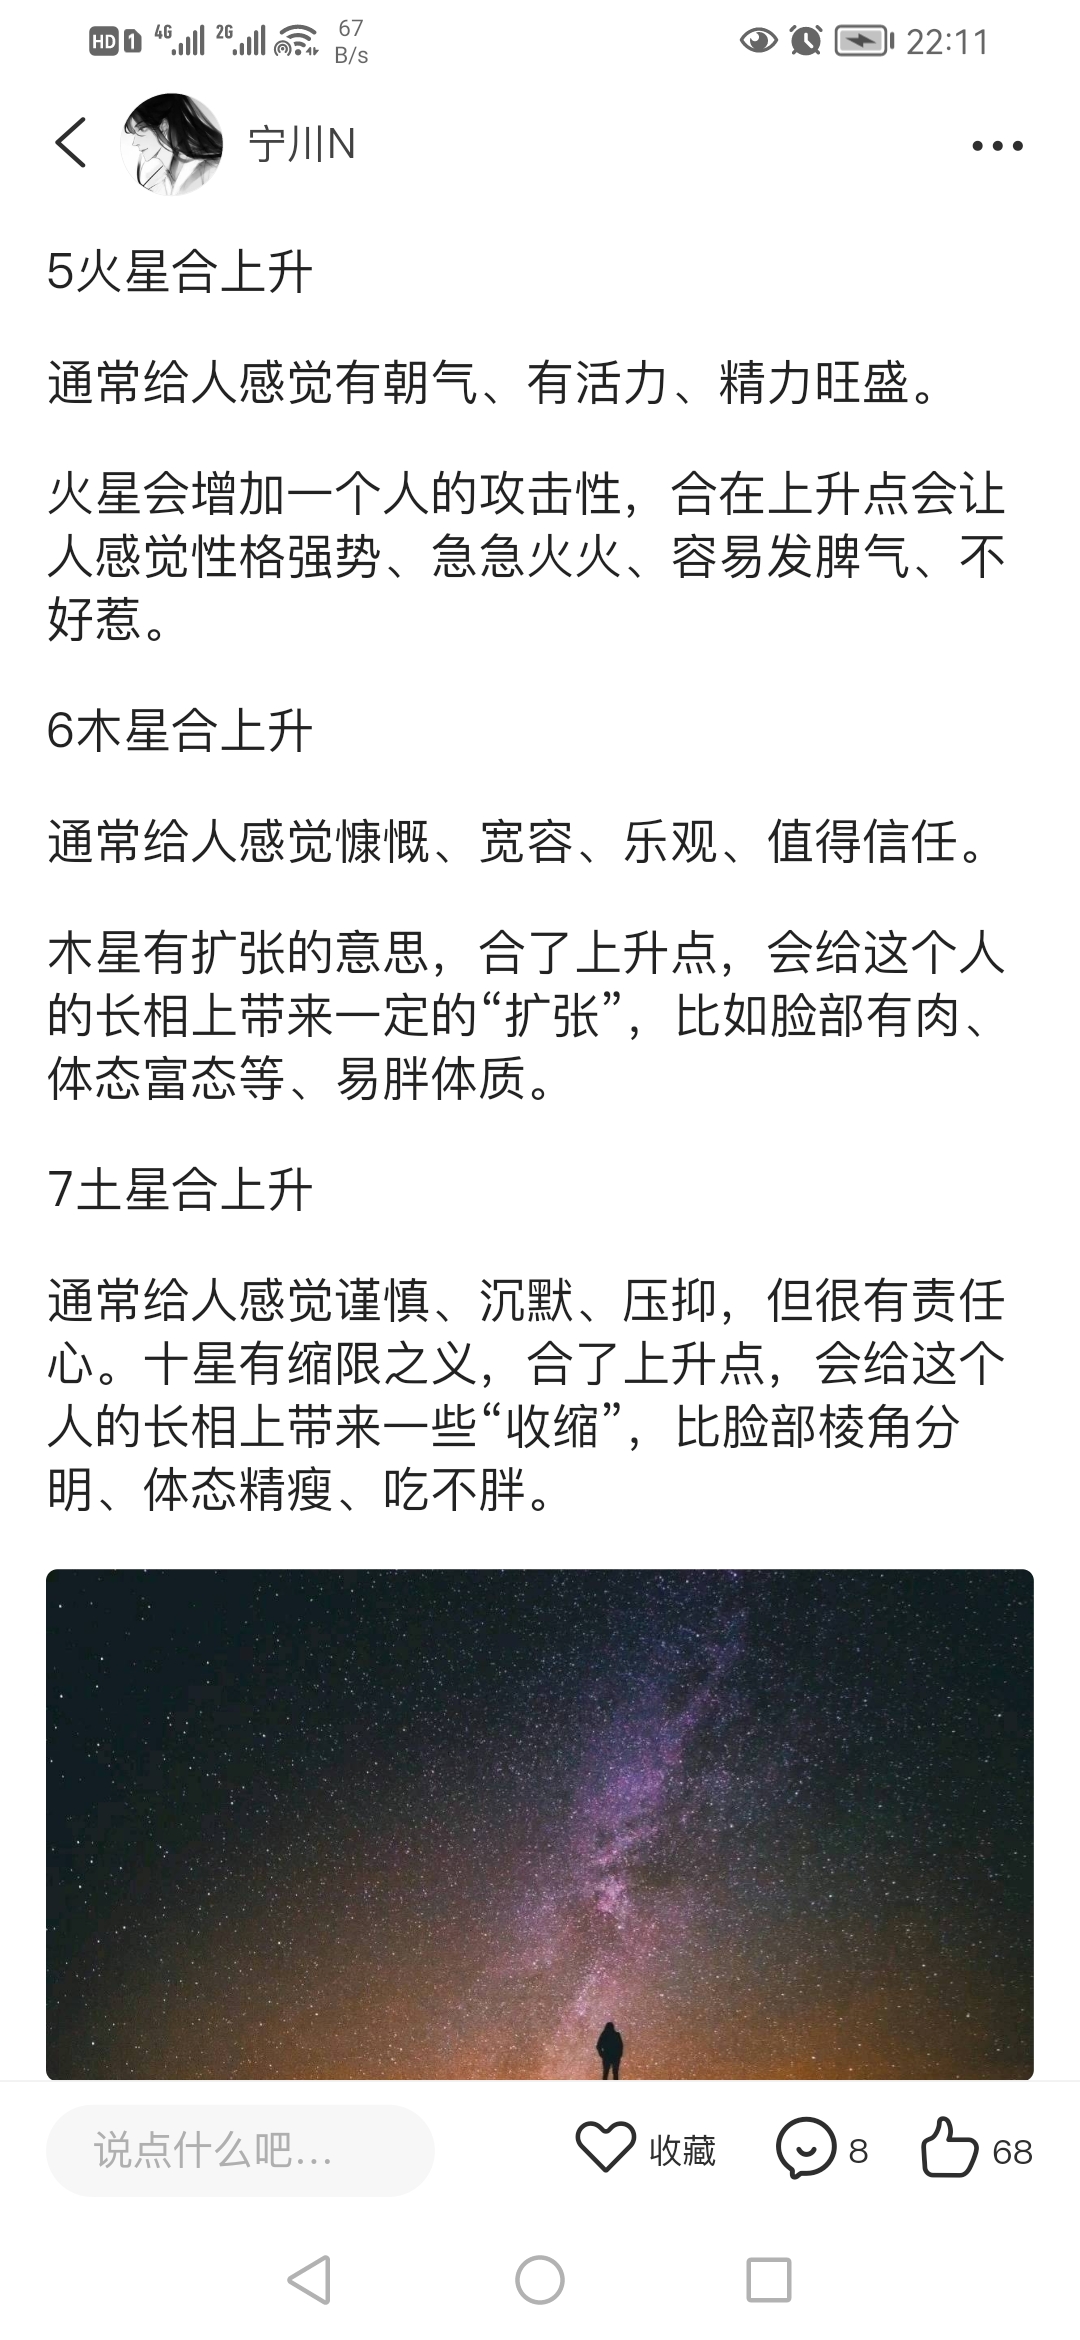 HD 1 4G 2G 67 B/s 22:11
宁川N
5火星合上升
通常给人感觉有朝气、有活力、精力旺盛。
火星会增加一个人的攻击性，合在上升点会让
人感觉性格强势、急急火火、容易发脾气、不
好惹。
6木星合上升
通常给人感觉慷慨、宽容、乐观、值得信任。
木星有扩张的意思，合了上升点，会给这个人
的长相上带来一定的“扩张”，比如脸部有肉、
体态富态等、易胖体质。
7土星合上升
通常给人感觉谨慎、沉默、压抑，但很有责任
心。十星有缩限之义，合了上升点，会给这个
人的长相上带来一些“收缩”，比脸部棱角分
明、体态精瘦、吃不胖。
说点什么吧... 收藏 8 68